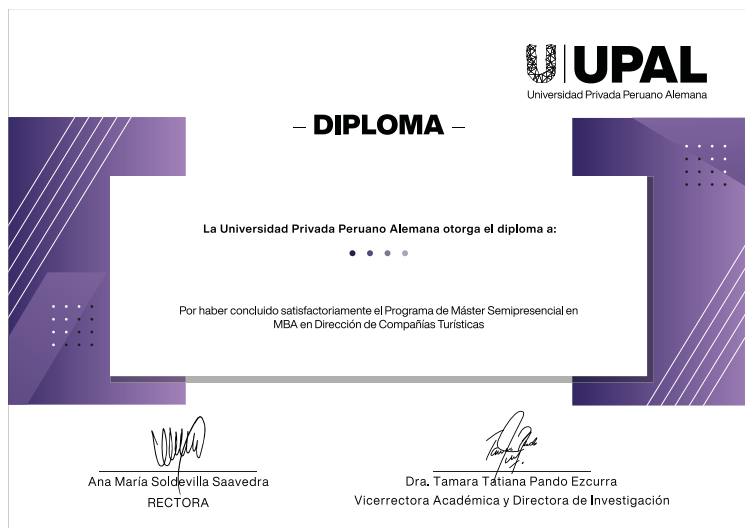 UPAL
Universidad Privada Peruano Alemana
– DIPLOMA –
La Universidad Privada Peruano Alemana otorga el diploma a:
Por haber concluido satisfactoriamente el Programa de Máster Semipresencial en
MBA en Dirección de Compañías Turísticas
Ana María Soldevilla Saavedra
RECTORA
Dra. Tamara Tatiana Pando Ezcurra
Vicerrectora Académica y Directora de Investigación